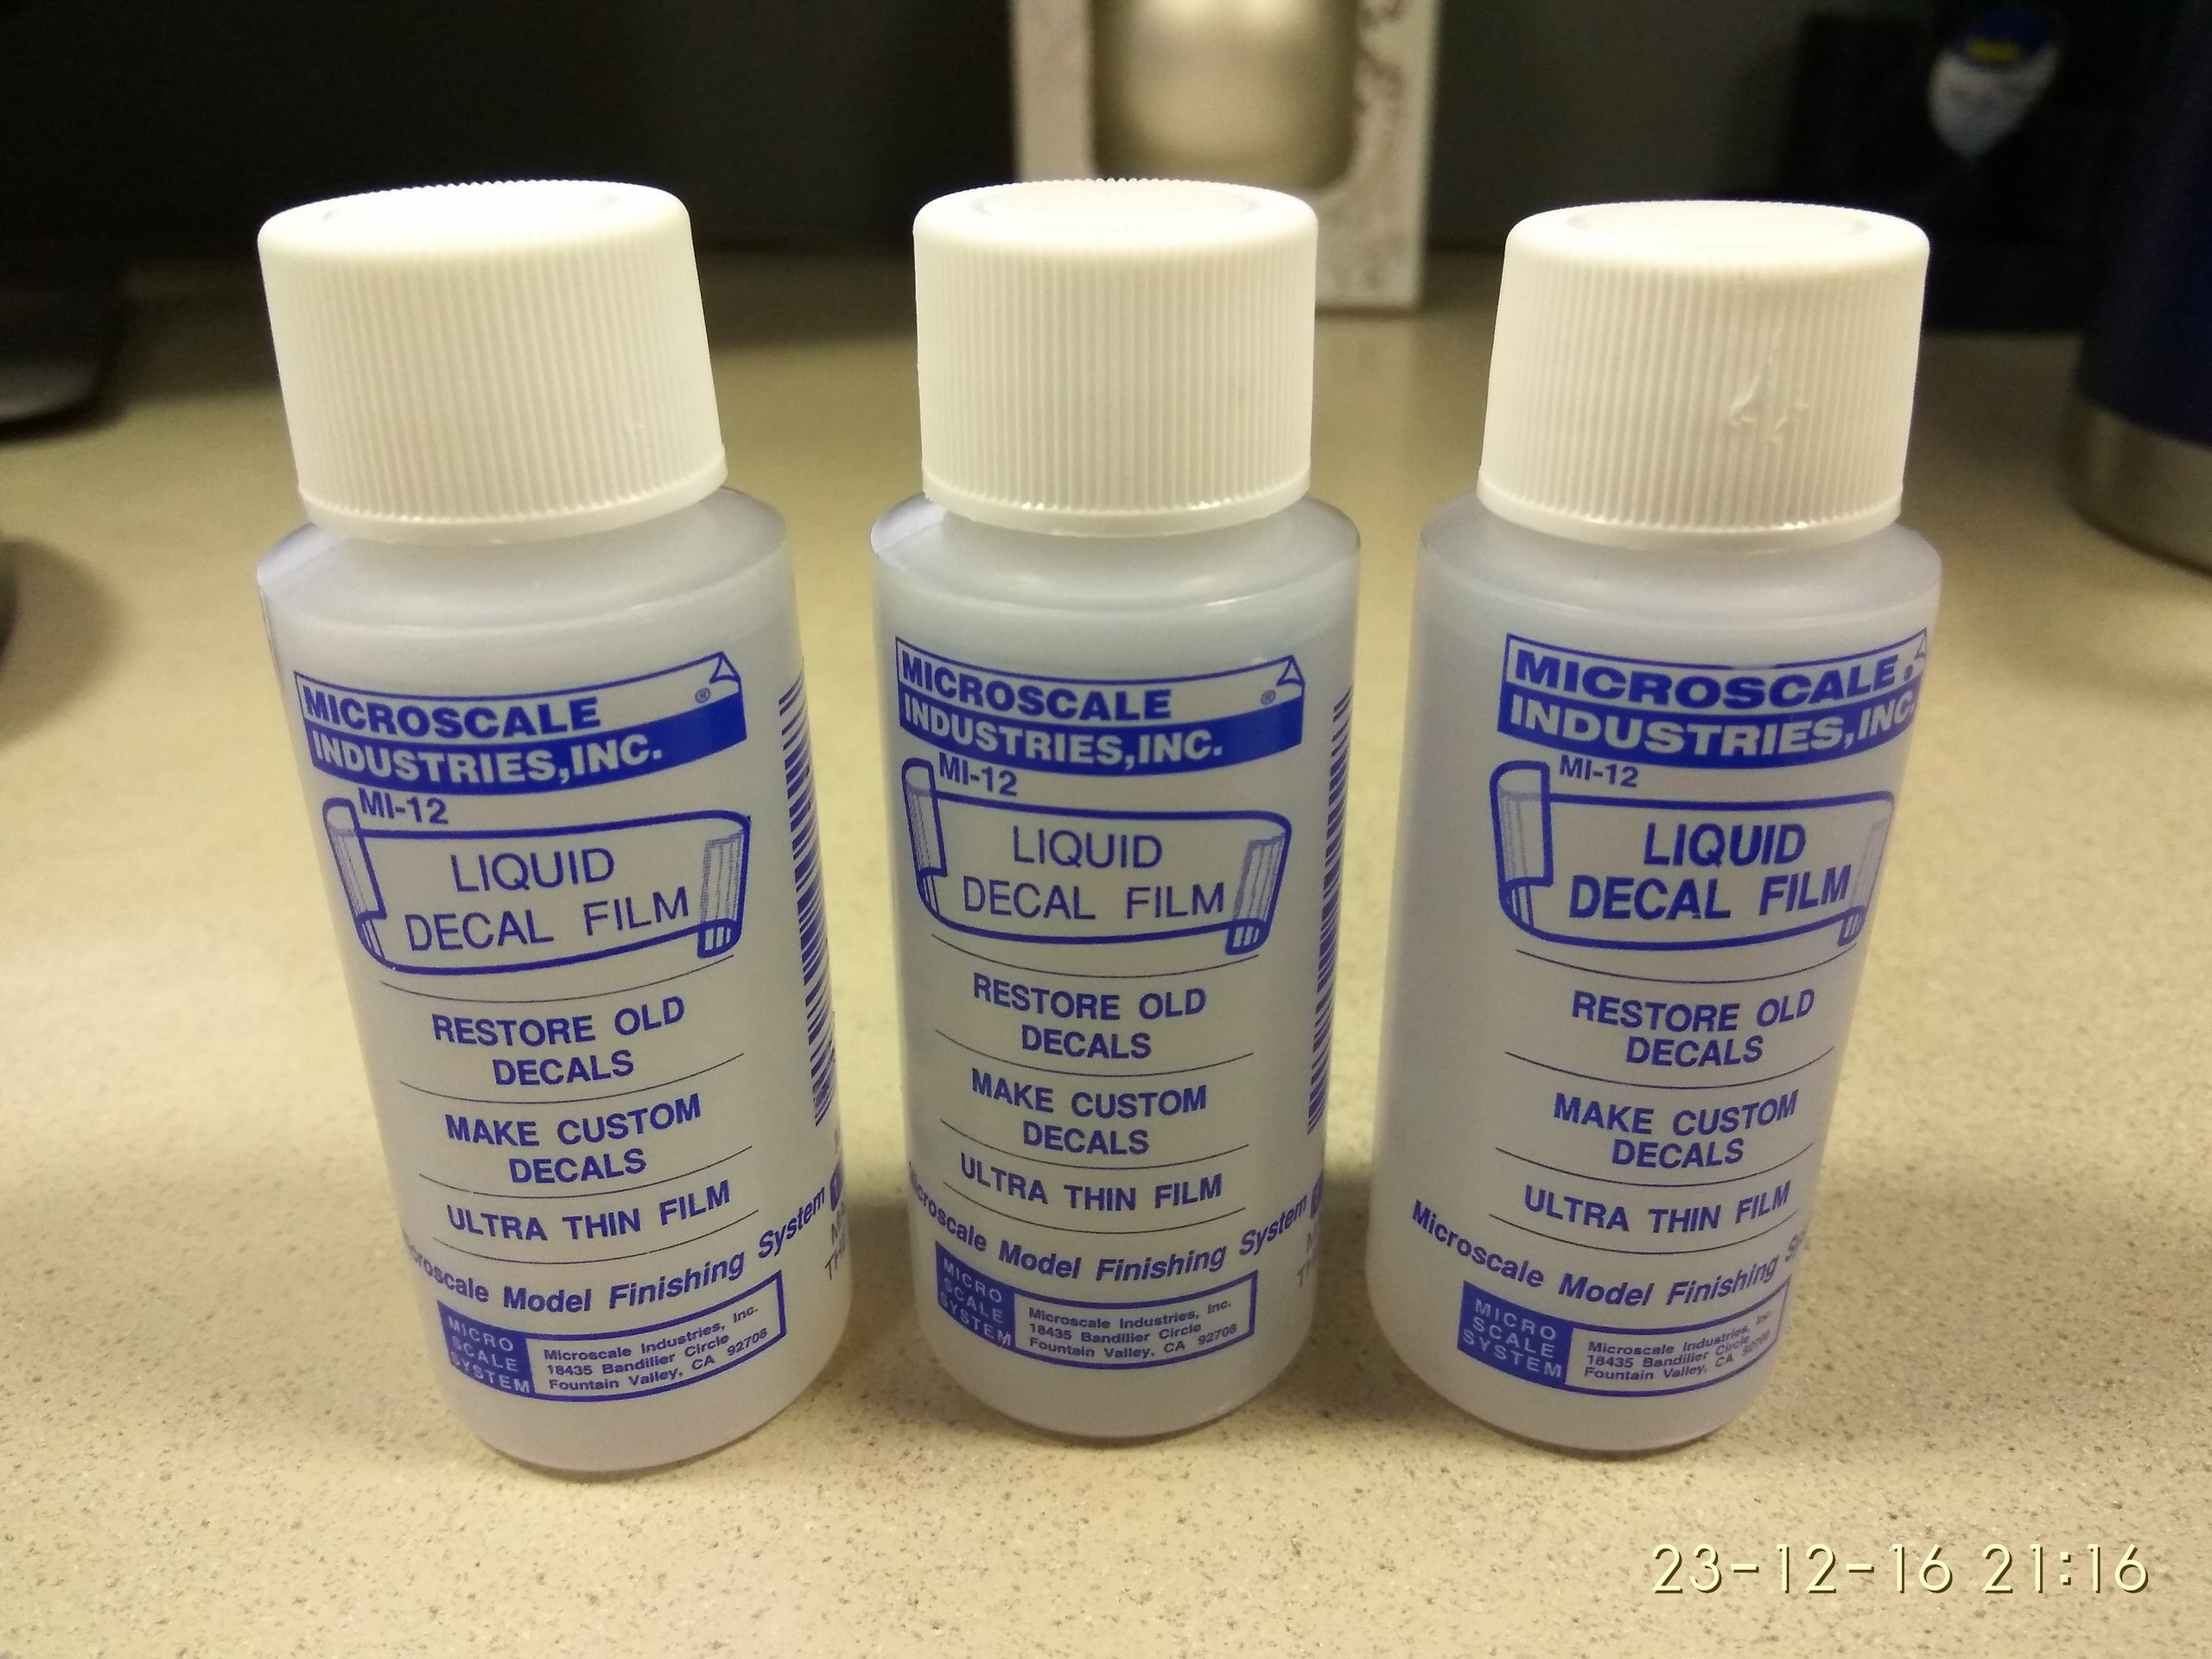 MICROSCALE
INDUSTRIES,INC.
®
MI-12
LIQUID
DECAL FILM
RESTORE OLD
DECALS
MAKE CUSTOM
DECALS
ULTRA THIN FILM
Model Finishing System
MICRO
SCALE
SYSTEM
Microscale Industries, Inc.
18435 Bandilier Circle
Fountain Valley, CA 92708
MICROSCALE
INDUSTRIES,INC.
®
MI-12
LIQUID
DECAL FILM
RESTORE OLD
DECALS
MAKE CUSTOM
DECALS
ULTRA THIN FILM
Model Finishing System
MICRO
SCALE
SYSTEM
Microscale Industries, Inc.
18435 Bandilier Circle
Fountain Valley, CA 92708
MICROSCALE
INDUSTRIES,INC.
MI-12
LIQUID
DECAL FILM
RESTORE OLD
DECALS
MAKE CUSTOM
DECALS
ULTRA THIN FILM
Microscale Model Finishing
MICRO
SCALE
SYSTEM
Microscale Industries, Inc.
18435 Bandilier Circle
Fountain Valley, CA 92708
23-12-16 21:16